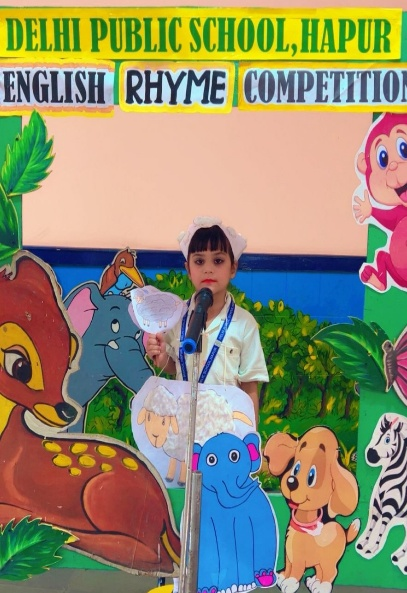 DELHI PUBLIC SCHOOL, HAPUR
ENGLISH RHYME COMPETITION